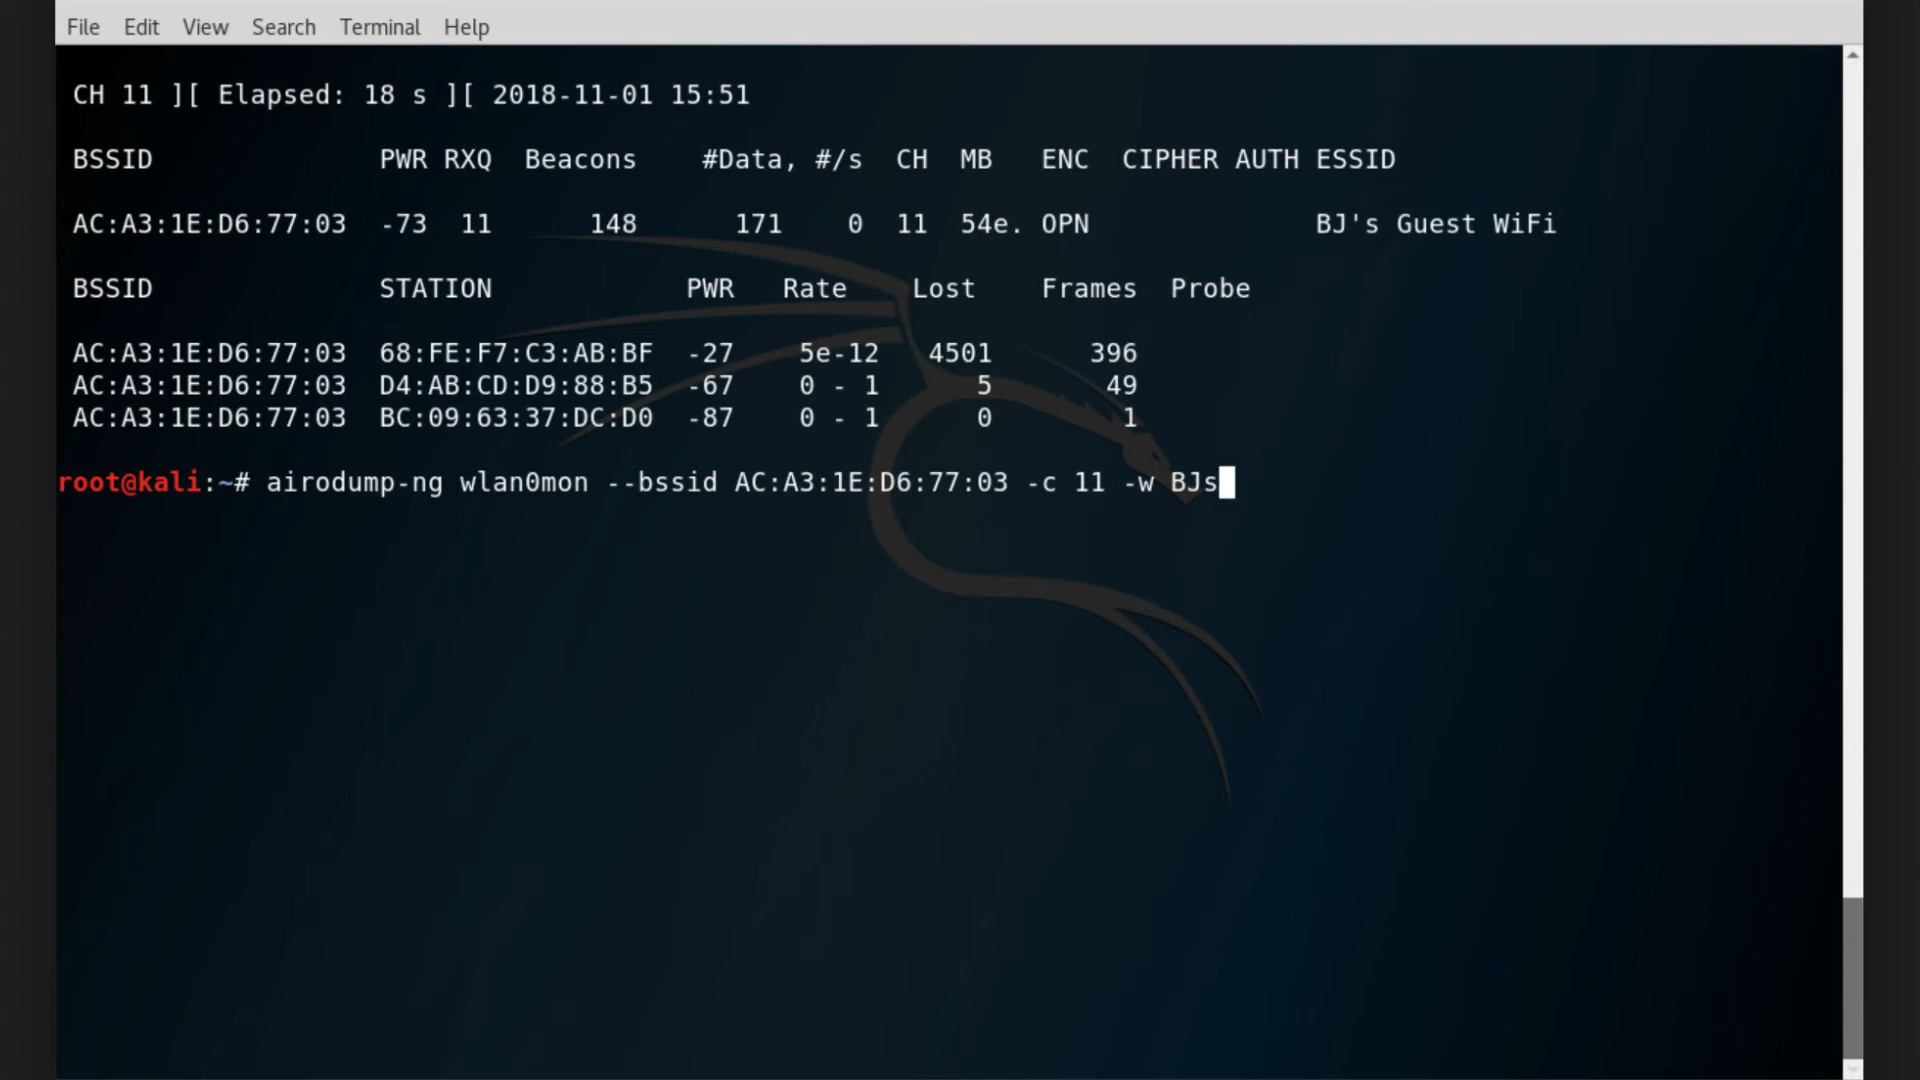 File Edit View Search Terminal Help
CH 11 ][ Elapsed: 18 s ][ 2018-11-01 15:51
BSSID PWR RXQ Beacons #Data, #/s CH MB ENC CIPHER AUTH ESSID
AC:A3:1E:D6:77:03 -73 11 148 171 0 11 54e. OPN BJ's Guest WiFi
BSSID STATION PWR Rate Lost Frames Probe
AC:A3:1E:D6:77:03 68:FE:F7:C3:AB:BF -27 5e-12 4501 396
AC:A3:1E:D6:77:03 D4:AB:CD:D9:88:B5 -67 0 - 1 5 49
AC:A3:1E:D6:77:03 BC:09:63:37:DC:D0 -87 0 - 1 0 1
root@kali:~# airodump-ng wlan0mon --bssid AC:A3:1E:D6:77:03 -c 11 -w BJs